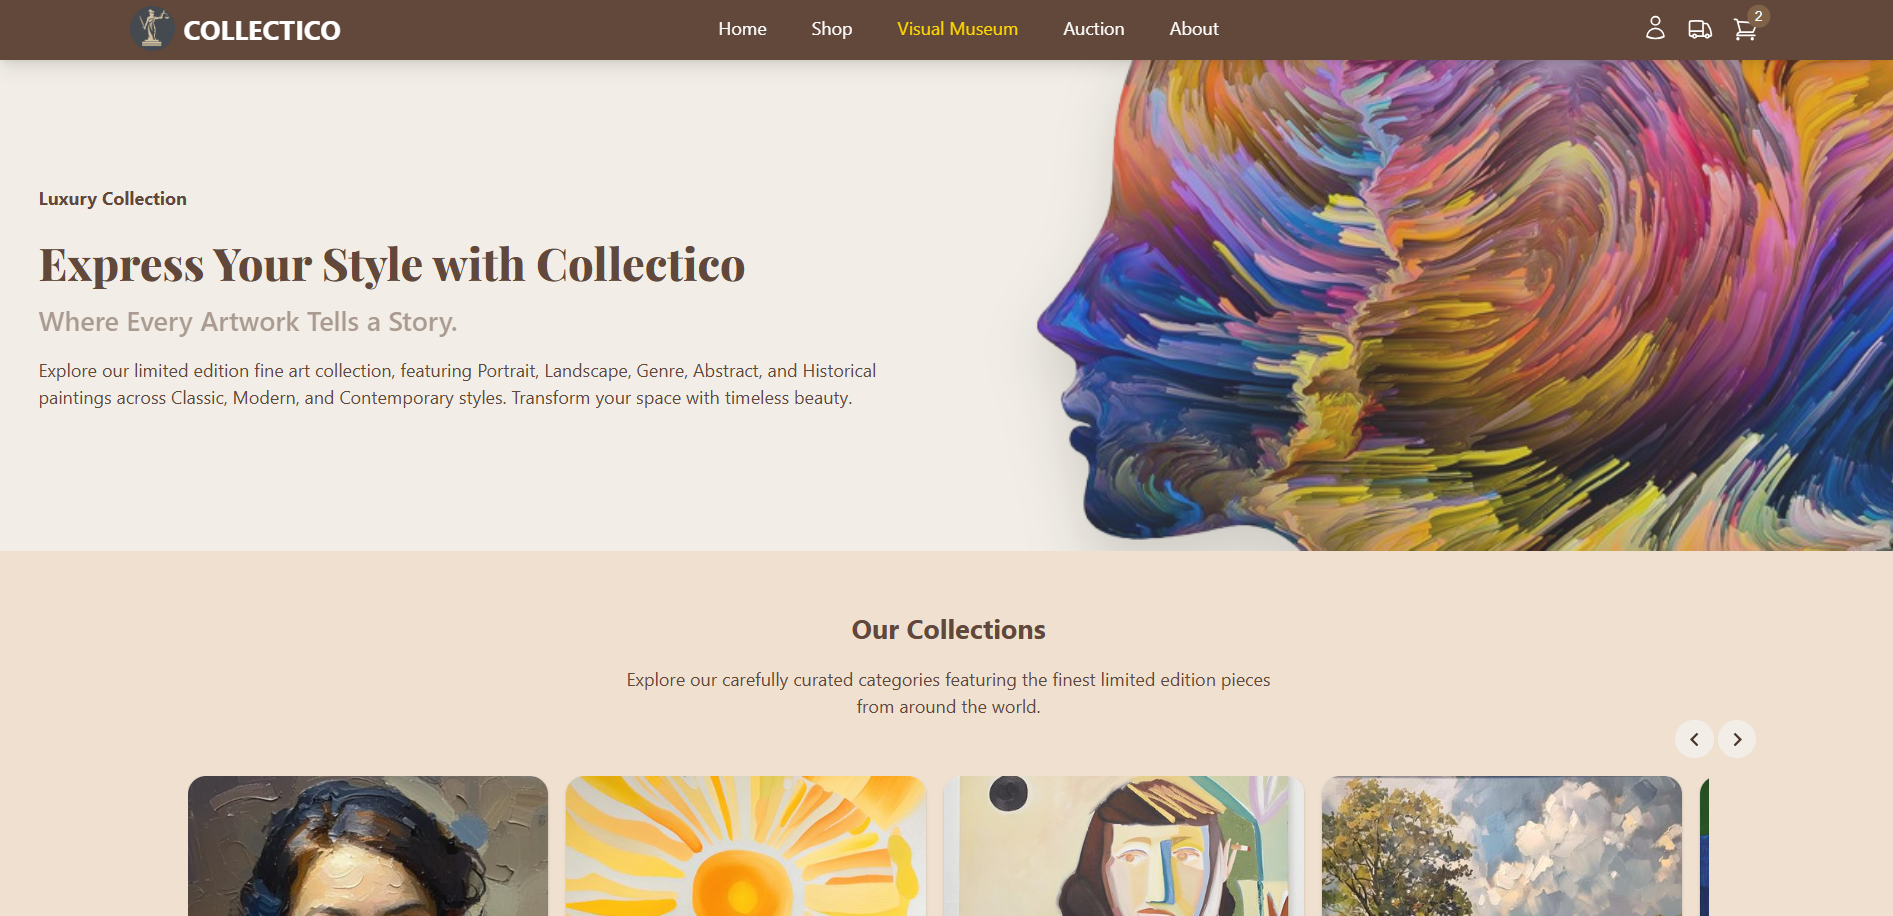 COLLECTICO
Home
Shop
Visual Museum
Auction
About
2
Luxury Collection
Express Your Style with Collectico
Where Every Artwork Tells a Story.
Explore our limited edition fine art collection, featuring Portrait, Landscape, Genre, Abstract, and Historical
paintings across Classic, Modern, and Contemporary styles. Transform your space with timeless beauty.
Our Collections
Explore our carefully curated categories featuring the finest limited edition pieces
from around the world.